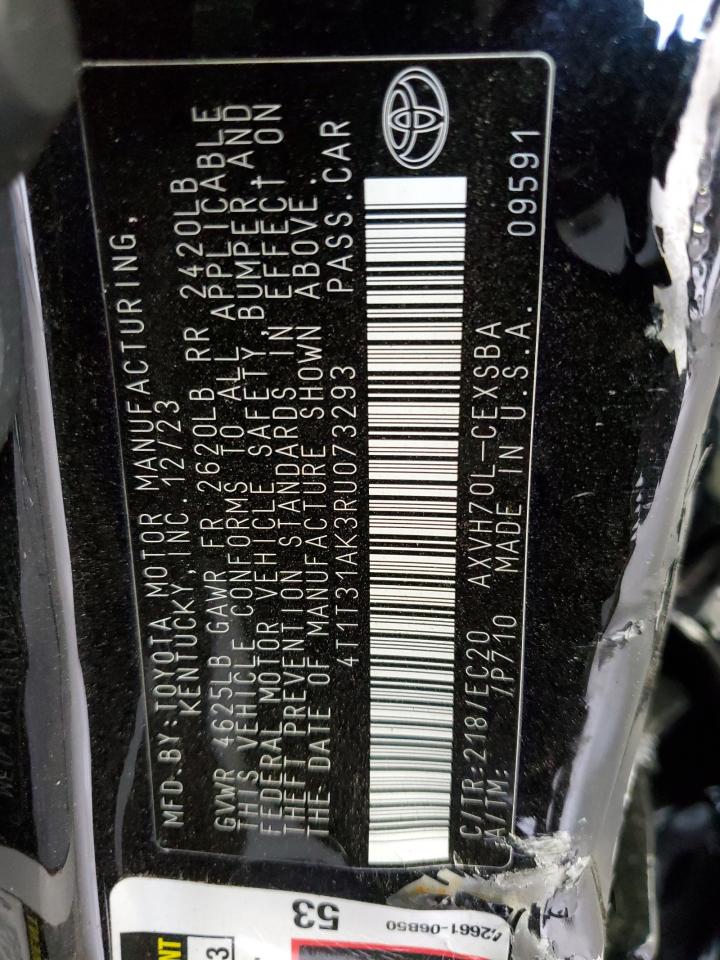 MFD.BY:TOYOTA MOTOR MANUFACTURING,
KENTUCKY, INC.12/23
GVWR 4625LB GAWR FR 2620LB RR 2420LB
THIS VEHICLE CONFORMS TO ALL APPLICABLE
FEDERAL MOTOR VEHICLE SAFETY, BUMPER, AND
THEFT PREVENTION STANDARDS IN EFFECT ON
THE DATE OF MANUFACTURE SHOWN ABOVE.
4T1T31AK3RU073293 PASS.CAR
C/TR:218/EC20 AXVH70L-CEXSBA
A/TM: /P710 MADE IN U.S.A. 09591
53
42661-06B50